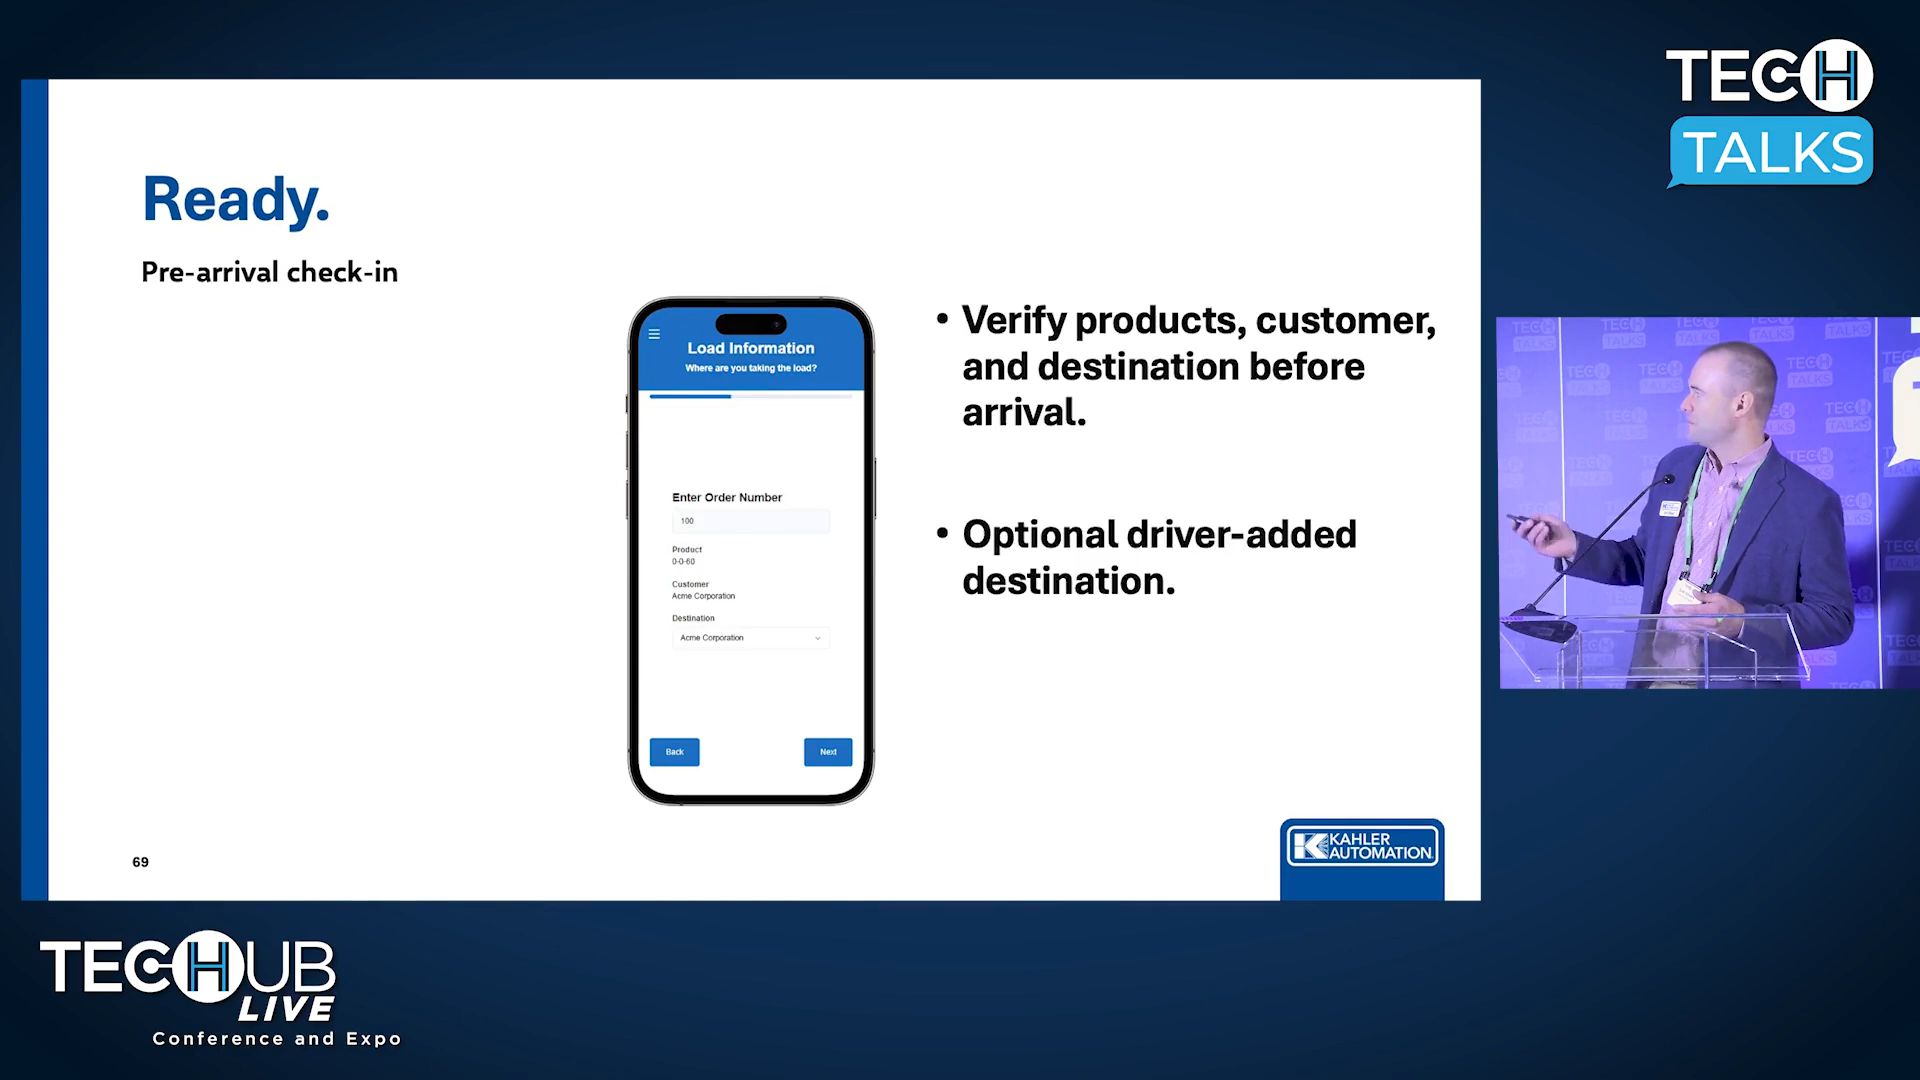 TECH
TALKS
Ready.
Pre-arrival check-in
Load Information
Where are you taking the load?
Enter Order Number
100
Product
0-0-60
Customer
Acme Corporation
Destination
Acme Corporation
Back
Next
• Verify products, customer,
and destination before
arrival.
• Optional driver-added
destination.
69
KAHLER
AUTOMATION
TECHUB
LIVE
Conference and Expo